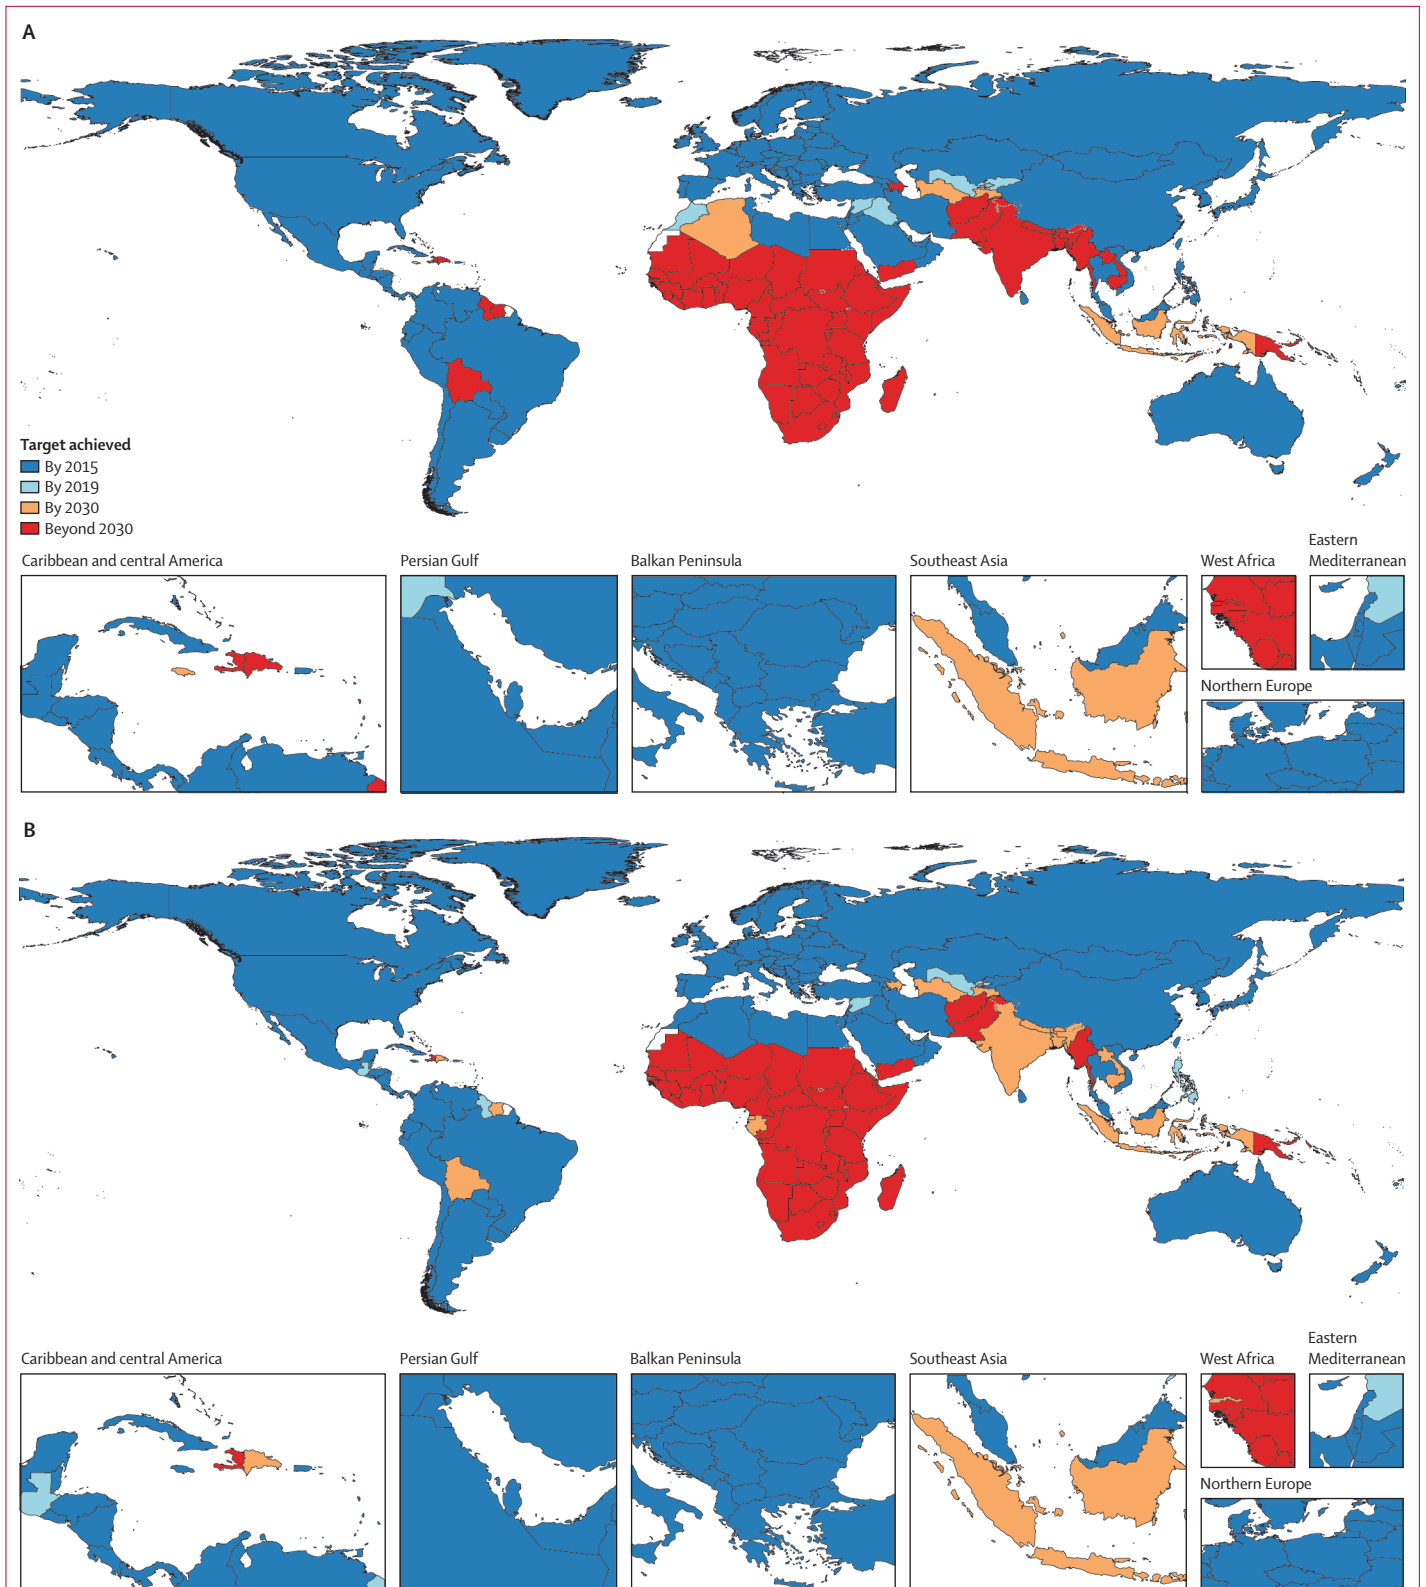 A
Target achieved
By 2015
By 2019
By 2030
Beyond 2030
Caribbean and central America
Persian Gulf
Balkan Peninsula
Southeast Asia
West Africa
Eastern
Mediterranean
Northern Europe
B
Caribbean and central America
Persian Gulf
Balkan Peninsula
Southeast Asia
West Africa
Eastern
Mediterranean
Northern Europe